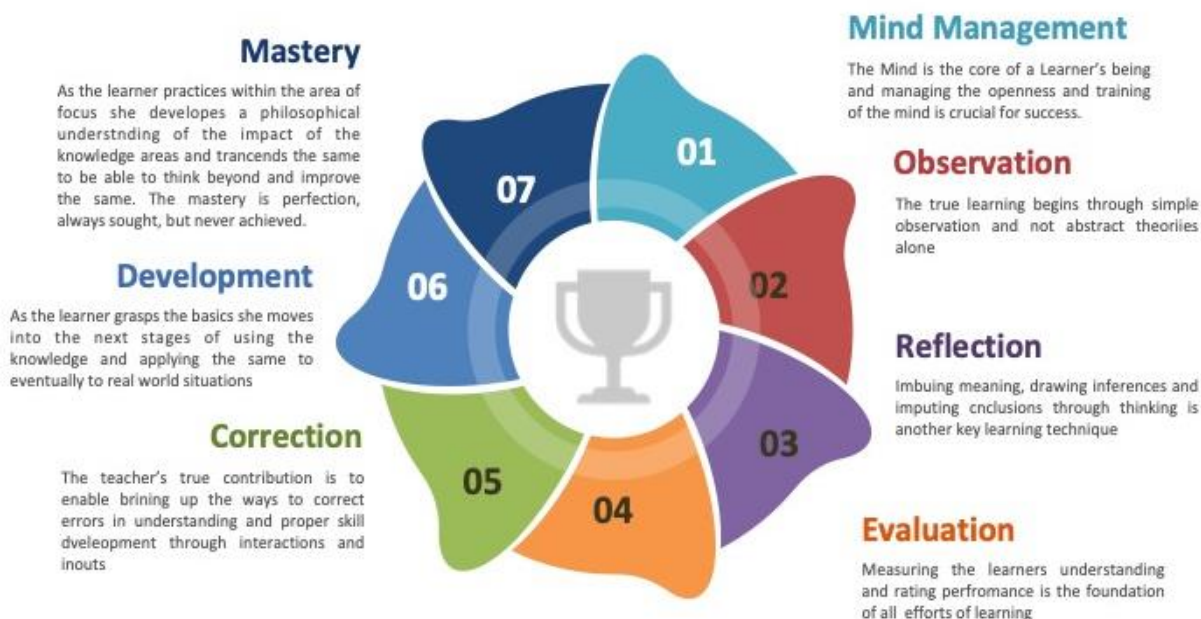 Mind Management
The Mind is the core of a Learner's being
and managing the openness and training
of the mind is crucial for success.
01
Observation
The true learning begins through simple
observation and not abstract theoriies
alone
02
Reflection
Imbuing meaning, drawing inferences and
imputing cnclusions through thinking is
another key learning technique
03
Evaluation
Measuring the learners understanding
and rating perfromance is the foundation
of all efforts of learning
04
Correction
The teacher's true contribution is to
enable brining up the ways to correct
errors in understanding and proper skill
dveleopment through interactions and
inouts
05
Development
As the learner grasps the basics she moves
into the next stages of using the
knowledge and applying the same to
eventually to real world situations
06
Mastery
As the learner practices within the area of
focus she developes a philosophical
understnding of the impact of the
knowledge areas and trancends the same
to be able to think beyond and improve
the same. The mastery is perfection,
always sought, but never achieved.
07